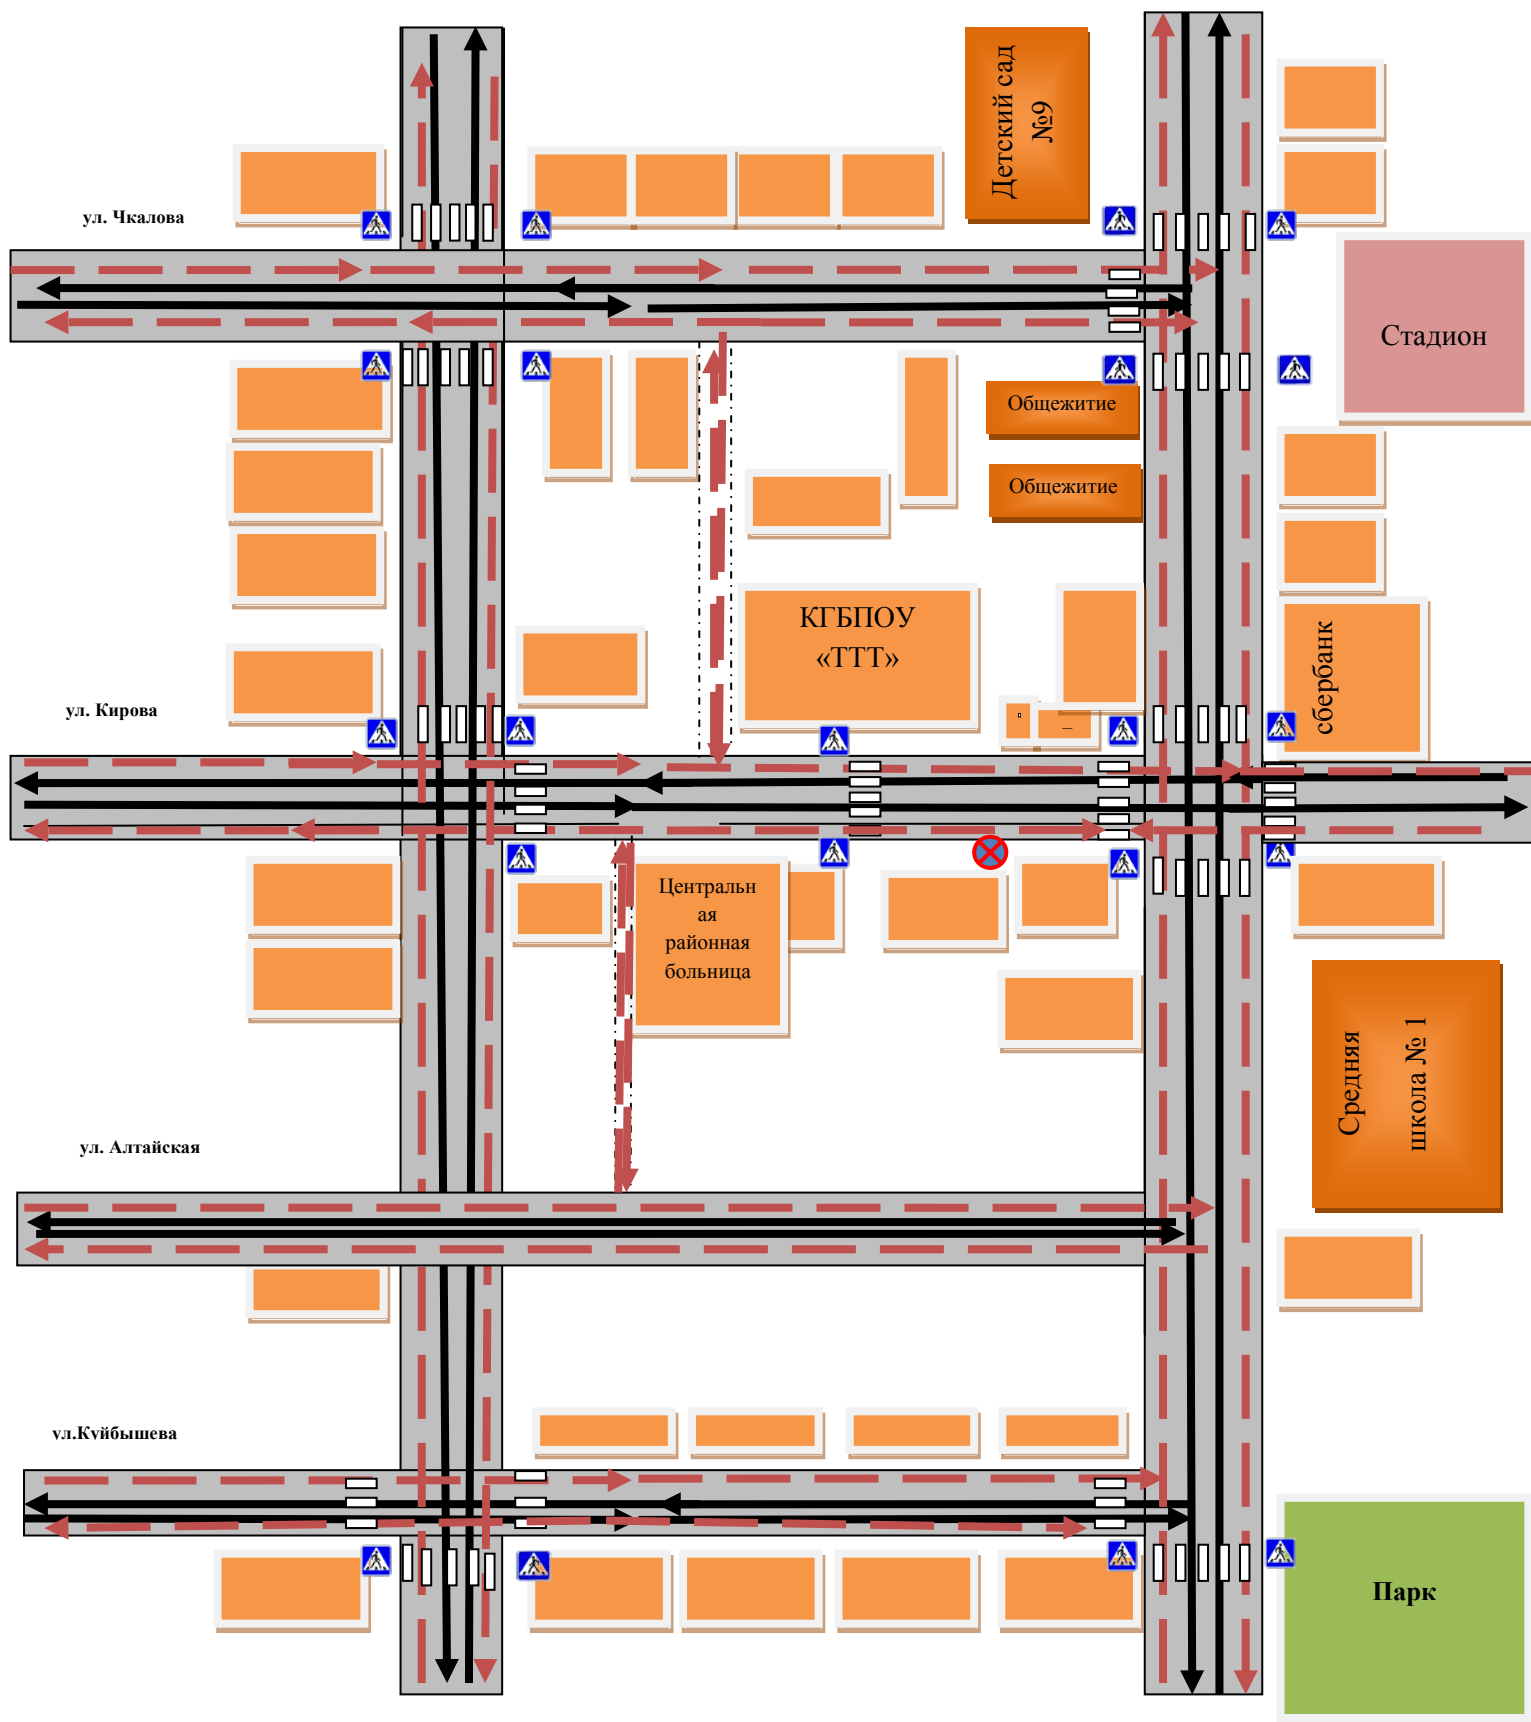 Детский сад
№9
ул. Чкалова
Стадион
Общежитие
Общежитие
КГБПОУ
«ТТТ»
сбербанк
ул. Кирова
Центральн
ая
районная
больница
Средняя
школа № 1
ул. Алтайская
ул.Куйбышева
Парк